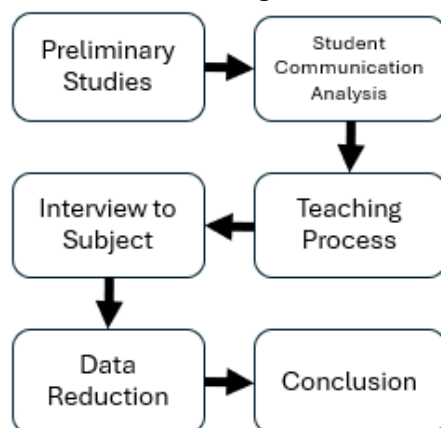 Preliminary
Studies
Student
Communication
Analysis
Teaching
Process
Interview to
Subject
Data
Reduction
Conclusion